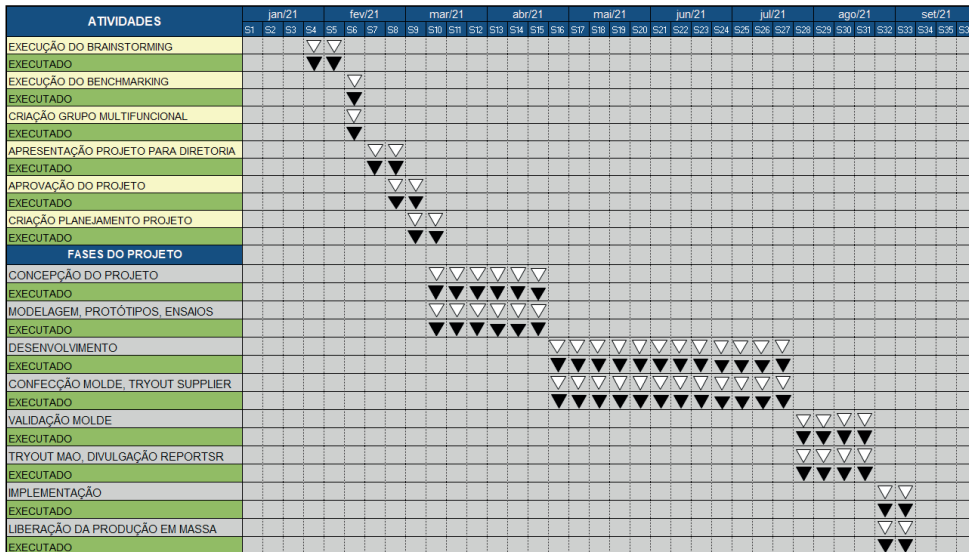 ATIVIDADES
jan/21 fev/21 mar/21 abr/21 mai/21 jun/21 jul/21 ago/21 set/21
S1 S2 S3 S4 S5 S6 S7 S8 S9 S10 S11 S12 S13 S14 S15 S16 S17 S18 S19 S20 S21 S22 S23 S24 S25 S26 S27 S28 S29 S30 S31 S32 S33 S34 S35
EXECUÇÃO DO BRAINSTORMING
EXECUTADO
EXECUÇÃO DO BENCHMARKING
EXECUTADO
CRIAÇÃO GRUPO MULTIFUNCIONAL
EXECUTADO
APRESENTAÇÃO PROJETO PARA DIRETORIA
EXECUTADO
APROVAÇÃO DO PROJETO
EXECUTADO
CRIAÇÃO PLANEJAMENTO PROJETO
EXECUTADO
FASES DO PROJETO
CONCEPÇÃO DO PROJETO
EXECUTADO
MODELAGEM, PROTÓTIPOS, ENSAIOS
EXECUTADO
DESENVOLVIMENTO
EXECUTADO
CONFECÇÃO MOLDE, TRYOUT SUPPLIER
EXECUTADO
VALIDAÇÃO MOLDE
EXECUTADO
TRYOUT MAO, DIVULGAÇÃO REPORTSR
EXECUTADO
IMPLEMENTAÇÃO
EXECUTADO
LIBERAÇÃO DA PRODUÇÃO EM MASSA
EXECUTADO